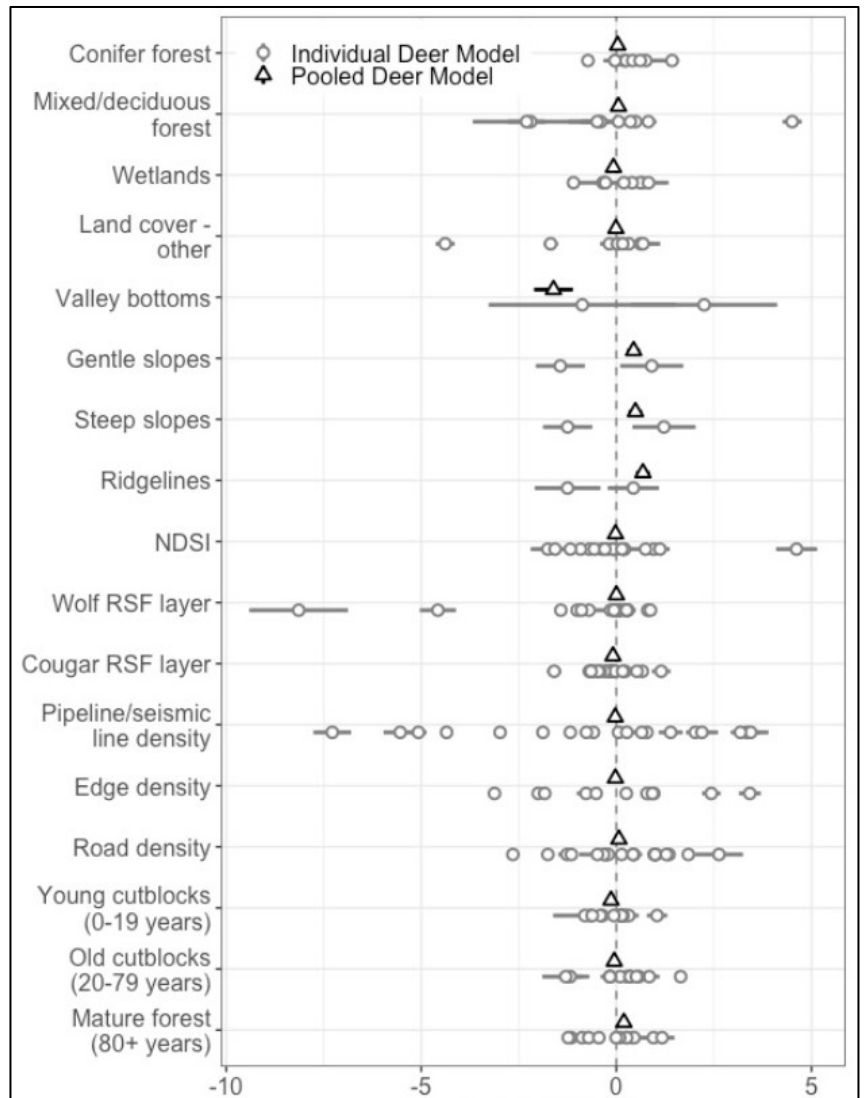 Conifer forest
Individual Deer Model
Pooled Deer Model
Mixed/deciduous
forest
Wetlands
Land cover -
other
Valley bottoms
Gentle slopes
Steep slopes
Ridgelines
NDSI
Wolf RSF layer
Cougar RSF layer
Pipeline/seismic
line density
Edge density
Road density
Young cutblocks
(0-19 years)
Old cutblocks
(20-79 years)
Mature forest
(80+ years)
-10 -5 0 5